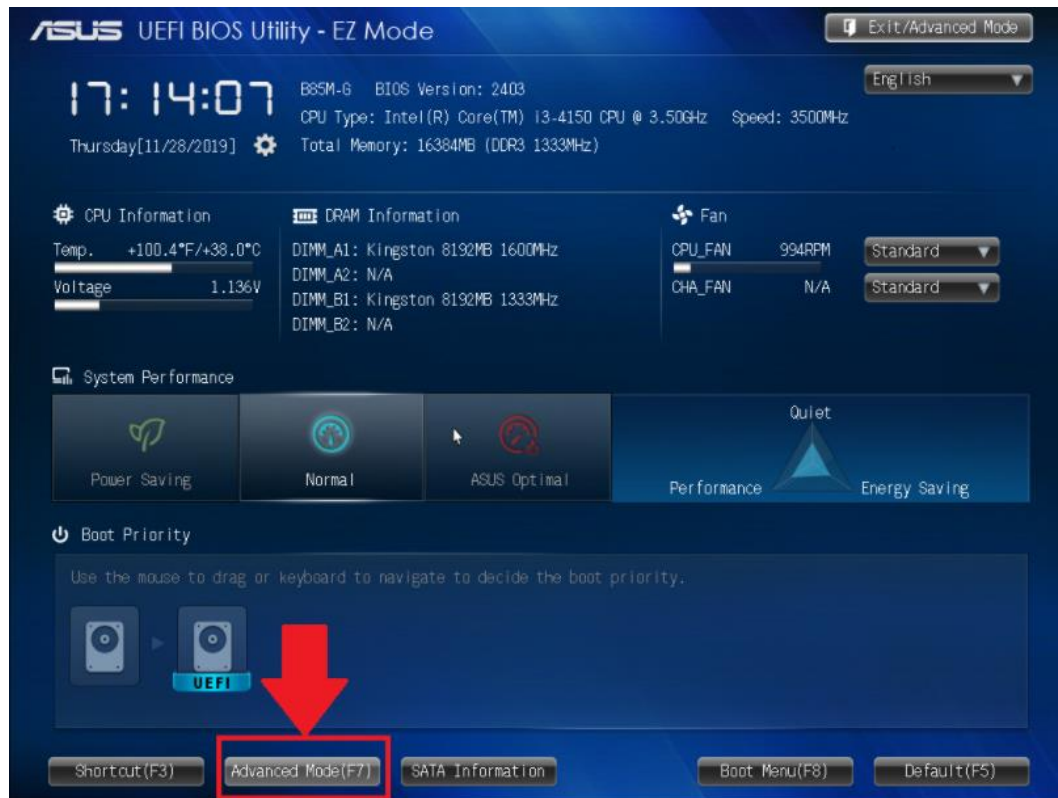 ASUS UEFI BIOS Utility - EZ Mode
Exit/Advanced Mode
English
17:14:07
Thursday[11/28/2019]
B85M-G BIOS Version: 2403
CPU Type: Intel(R) Core(TM) i3-4150 CPU @ 3.50GHz Speed: 3500MHz
Total Memory: 16384MB (DDR3 1333MHz)
CPU Information
Temp. +100.4°F/+38.0°C
Voltage 1.136V
DRAM Information
DIMM_A1: Kingston 8192MB 1600MHz
DIMM_A2: N/A
DIMM_B1: Kingston 8192MB 1333MHz
DIMM_B2: N/A
Fan
CPU_FAN 994RPM Standard
CHA_FAN N/A Standard
System Performance
Power Saving
Normal
ASUS Optimal
Quiet
Performance
Energy Saving
Boot Priority
Use the mouse to drag or keyboard to navigate to decide the boot priority.
UEFI
Shortcut(F3)
Advanced Mode(F7)
SATA Information
Boot Menu(F8)
Default(F5)